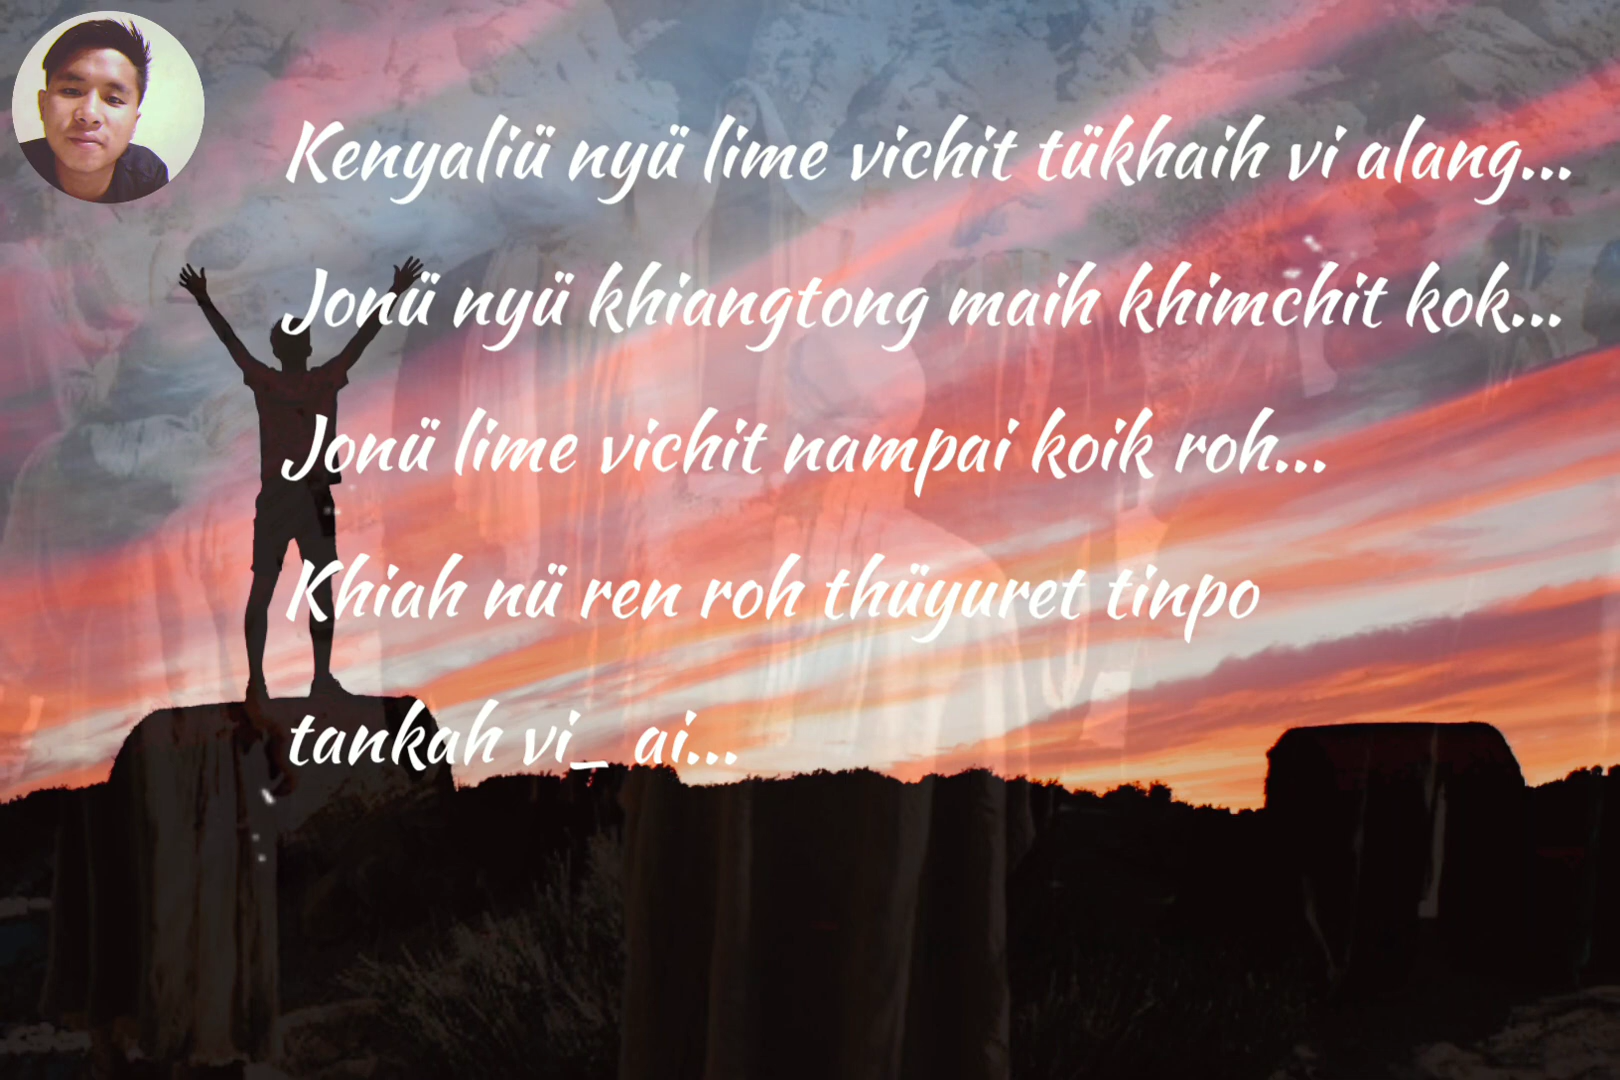 Kenyaliü nyü lime vichit tükhaih vi alang...
Jonü nyü khiangtong maih khimchit kok...
Jonü lime vichit nampai koik roh...
Khiah nü ren roh thüyuret tinpo
tankah vi_ ai...